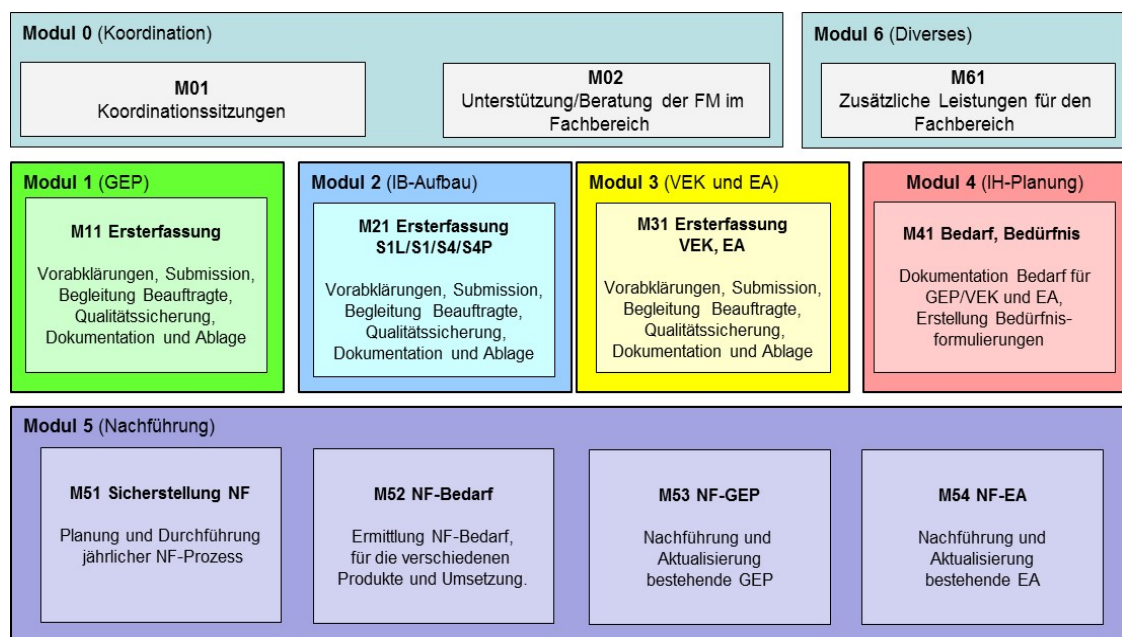 Modul 0 (Koordination)
M01
Koordinationssitzungen
M02
Unterstützung/Beratung der FM im
Fachbereich
Modul 6 (Diverses)
M61
Zusätzliche Leistungen für den
Fachbereich
Modul 1 (GEP)
M11 Ersterfassung
Vorabklärungen, Submission,
Begleitung Beauftragte,
Qualitätssicherung,
Dokumentation und Ablage
Modul 2 (IB-Aufbau)
M21 Ersterfassung
S1L/S1/S4/S4P
Vorabklärungen, Submission,
Begleitung Beauftragte,
Qualitätssicherung,
Dokumentation und Ablage
Modul 3 (VEK und EA)
M31 Ersterfassung
VEK, EA
Vorabklärungen, Submission,
Begleitung Beauftragte,
Qualitätssicherung,
Dokumentation und Ablage
Modul 4 (IH-Planung)
M41 Bedarf, Bedürfnis
Dokumentation Bedarf für
GEP/VEK und EA,
Erstellung Bedürfnis-
formulierungen
Modul 5 (Nachführung)
M51 Sicherstellung NF
Planung und Durchführung
jährlicher NF-Prozess
M52 NF-Bedarf
Ermittlung NF-Bedarf,
für die verschiedenen
Produkte und Umsetzung.
M53 NF-GEP
Nachführung und
Aktualisierung
bestehende GEP
M54 NF-EA
Nachführung und
Aktualisierung
bestehende EA